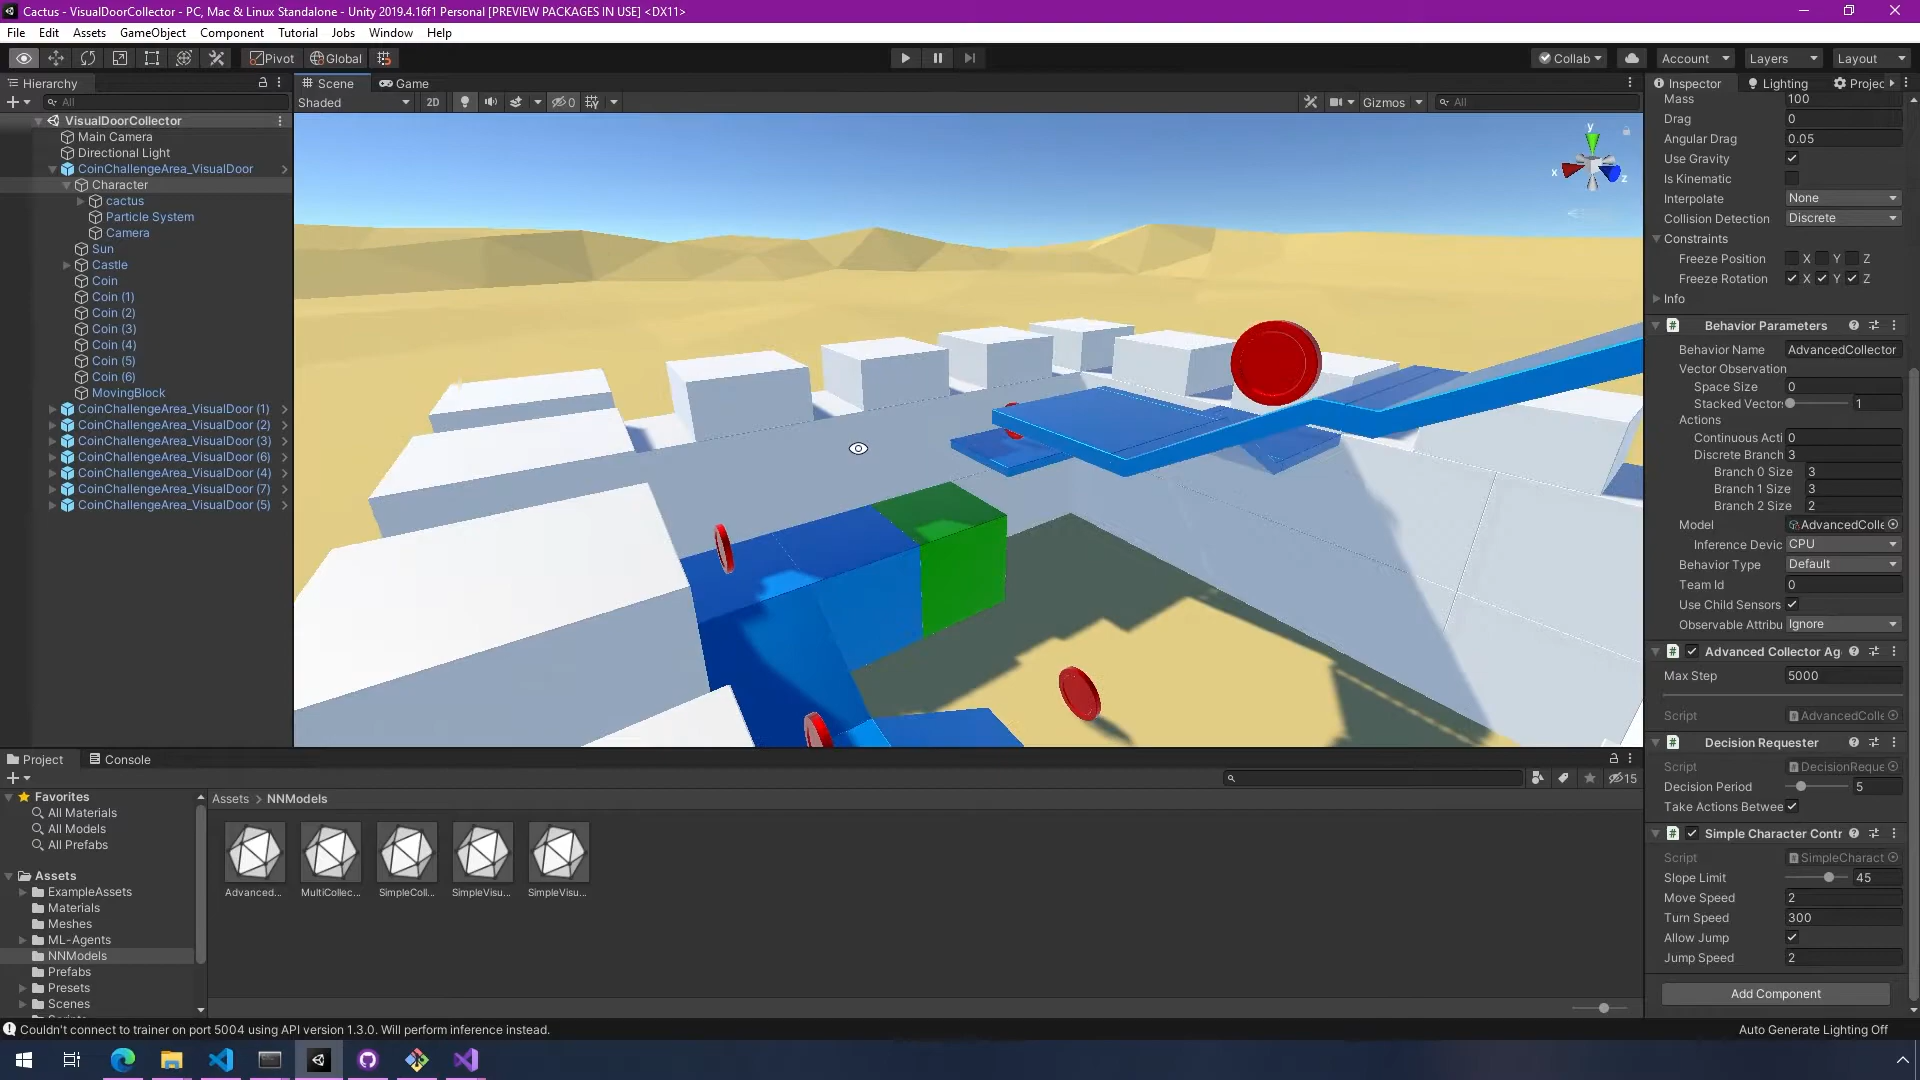 Cactus - VisualDoorCollector - PC, Mac & Linux Standalone - Unity 2019.4.16f1 Personal [PREVIEW PACKAGES IN USE] <DX11>
File Edit Assets GameObject Component Tutorial Jobs Window Help
Pivot Global Collab Account Layers Layout
Hierarchy
All
VisualDoorCollector
Main Camera
Directional Light
CoinChallengeArea_VisualDoor
Character
cactus
Particle System
Camera
Sun
Castle
Coin
Coin (1)
Coin (2)
Coin (3)
Coin (4)
Coin (5)
Coin (6)
MovingBlock
CoinChallengeArea_VisualDoor (1)
CoinChallengeArea_VisualDoor (2)
CoinChallengeArea_VisualDoor (3)
CoinChallengeArea_VisualDoor (6)
CoinChallengeArea_VisualDoor (4)
CoinChallengeArea_VisualDoor (7)
CoinChallengeArea_VisualDoor (5)
Scene Game
Shaded 2D 0 Gizmos All
y
x z
Inspector Lighting Projec
Mass 100
Drag 0
Angular Drag 0.05
Use Gravity
Is Kinematic
Interpolate None
Collision Detection Discrete
Constraints
Freeze Position X Y Z
Freeze Rotation X Y Z
Info
Behavior Parameters
Behavior Name AdvancedCollector
Vector Observation
Space Size 0
Stacked Vectors 1
Actions
Continuous Acti 0
Discrete Branch 3
Branch 0 Size 3
Branch 1 Size 3
Branch 2 Size 2
Model AdvancedColle
Inference Devic CPU
Behavior Type Default
Team Id 0
Use Child Sensors
Observable Attribu Ignore
Advanced Collector Ag
Max Step 5000
Script AdvancedColle
Decision Requester
Script DecisionReque
Decision Period 5
Take Actions Betwee
Simple Character Contr
Script SimpleCharact
Slope Limit 45
Move Speed 2
Turn Speed 300
Allow Jump
Jump Speed 2
Add Component
Project Console
15
Favorites
All Materials
All Models
All Prefabs
Assets
ExampleAssets
Materials
Meshes
ML-Agents
NNModels
Prefabs
Presets
Scenes
Assets > NNModels
Advanced... MultiCollec... SimpleColl... SimpleVisu... SimpleVisu...
Couldn't connect to trainer on port 5004 using API version 1.3.0. Will perform inference instead.
Auto Generate Lighting Off